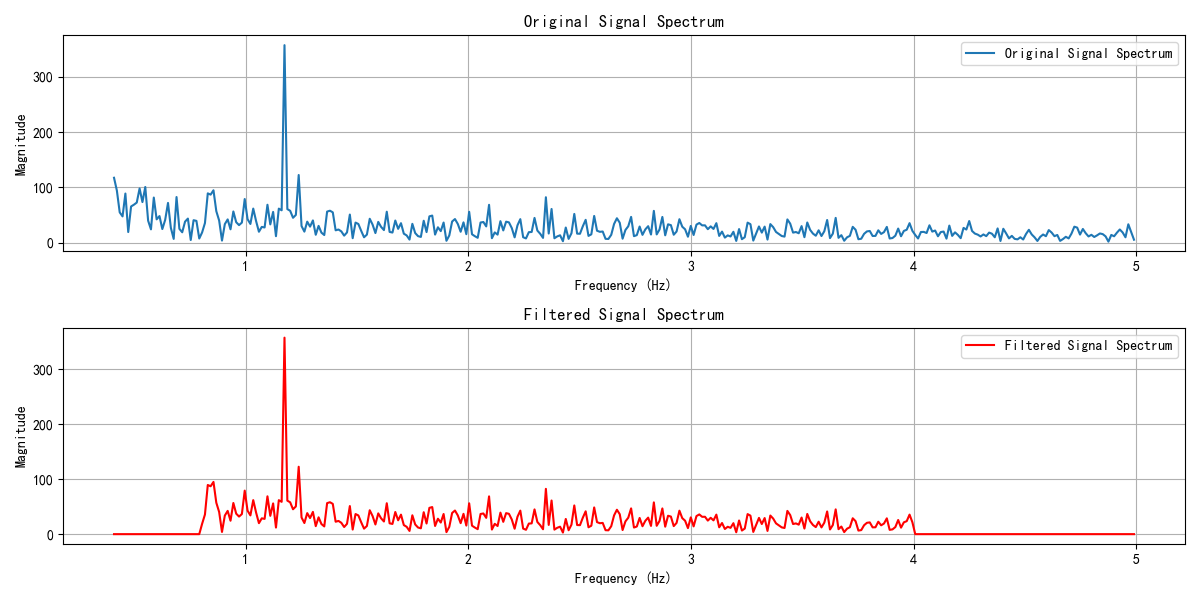 Original Signal Spectrum
Original Signal Spectrum
Magnitude
300
200
100
0
1
2
3
4
5
Frequency (Hz)
Filtered Signal Spectrum
Filtered Signal Spectrum
Magnitude
300
200
100
0
1
2
3
4
5
Frequency (Hz)